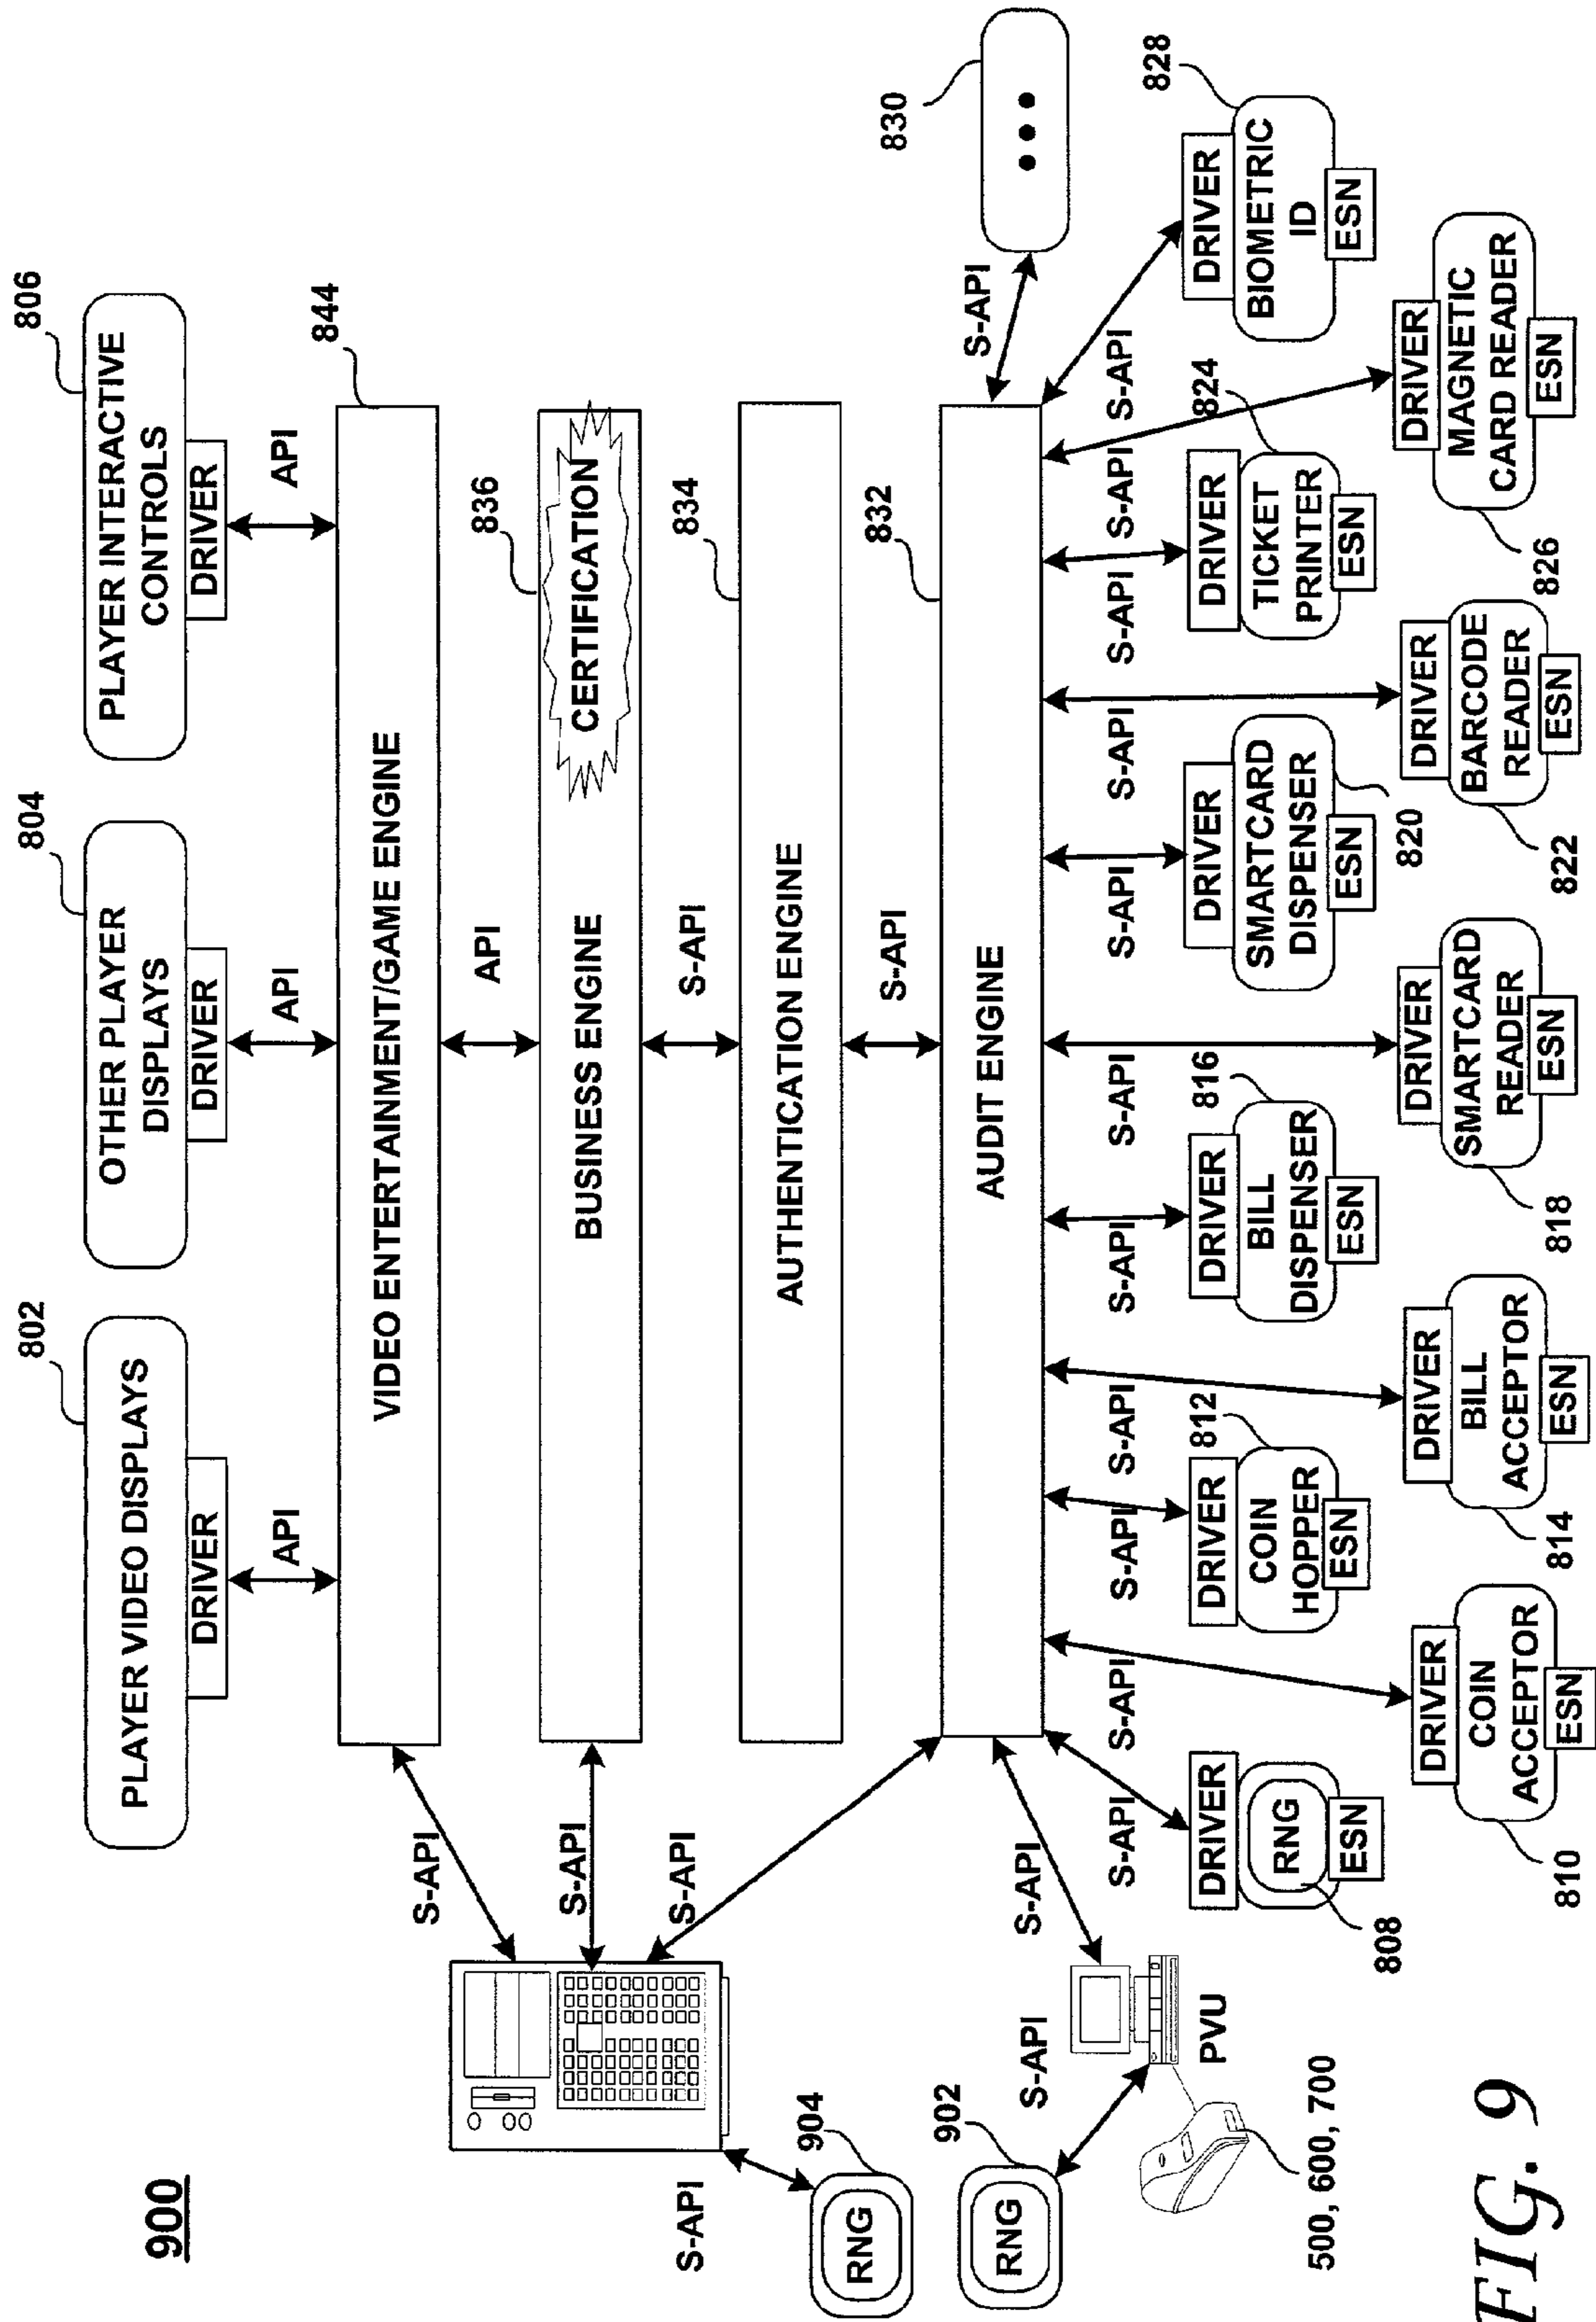 900
802
PLAYER VIDEO DISPLAYS
DRIVER
API
804
OTHER PLAYER
DISPLAYS
DRIVER
API
806
PLAYER INTERACTIVE
CONTROLS
DRIVER
API
844
VIDEO ENTERTAINMENT/GAME ENGINE
API
836
BUSINESS ENGINE
CERTIFICATION
S-API
834
AUTHENTICATION ENGINE
S-API
832
AUDIT ENGINE
S-API
S-API
S-API
S-API
RNG
904
S-API
830
S-API
PVU
S-API
RNG
902
500, 600, 700
S-API
DRIVER
RNG
ESN
808
S-API
DRIVER
COIN
ACCEPTOR
ESN
810
S-API
812
DRIVER
COIN
HOPPER
ESN
S-API
DRIVER
BILL
ACCEPTOR
ESN
814
S-API
816
DRIVER
BILL
DISPENSER
ESN
S-API
DRIVER
SMARTCARD
READER
ESN
818
S-API
DRIVER
SMARTCARD
DISPENSER
ESN
820
S-API
DRIVER
BARCODE
READER
ESN
822
S-API
824
DRIVER
TICKET
PRINTER
ESN
S-API
DRIVER
MAGNETIC
CARD READER
ESN
826
S-API
828
DRIVER
BIOMETRIC
ID
ESN
FIG. 9